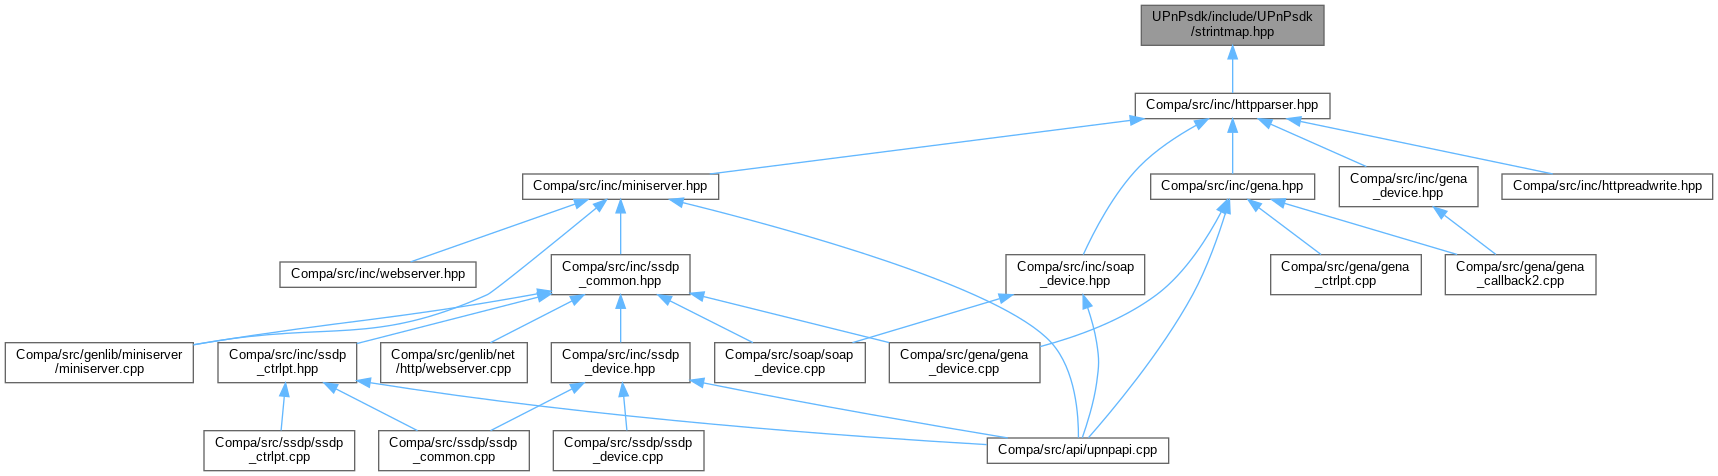 UPnPsdk/include/UPnPsdk
/strintmap.hpp
Compa/src/inc/httpparser.hpp
Compa/src/inc/miniserver.hpp
Compa/src/inc/gena.hpp
Compa/src/inc/gena
_device.hpp
Compa/src/inc/httpreadwrite.hpp
Compa/src/inc/webserver.hpp
Compa/src/inc/ssdp
_common.hpp
Compa/src/inc/soap
_device.hpp
Compa/src/gena/gena
_ctrlpt.cpp
Compa/src/gena/gena
_callback2.cpp
Compa/src/genlib/miniserver
/miniserver.cpp
Compa/src/inc/ssdp
_ctrlpt.hpp
Compa/src/genlib/net
/http/webserver.cpp
Compa/src/inc/ssdp
_device.hpp
Compa/src/soap/soap
_device.cpp
Compa/src/gena/gena
_device.cpp
Compa/src/ssdp/ssdp
_ctrlpt.cpp
Compa/src/ssdp/ssdp
_common.cpp
Compa/src/ssdp/ssdp
_device.cpp
Compa/src/api/upnpapi.cpp